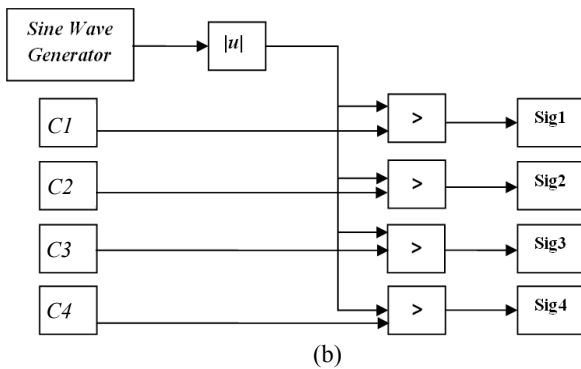 Sine Wave
Generator
|u|
C1
>
Sig1
C2
>
Sig2
C3
>
Sig3
C4
>
Sig4
(b)